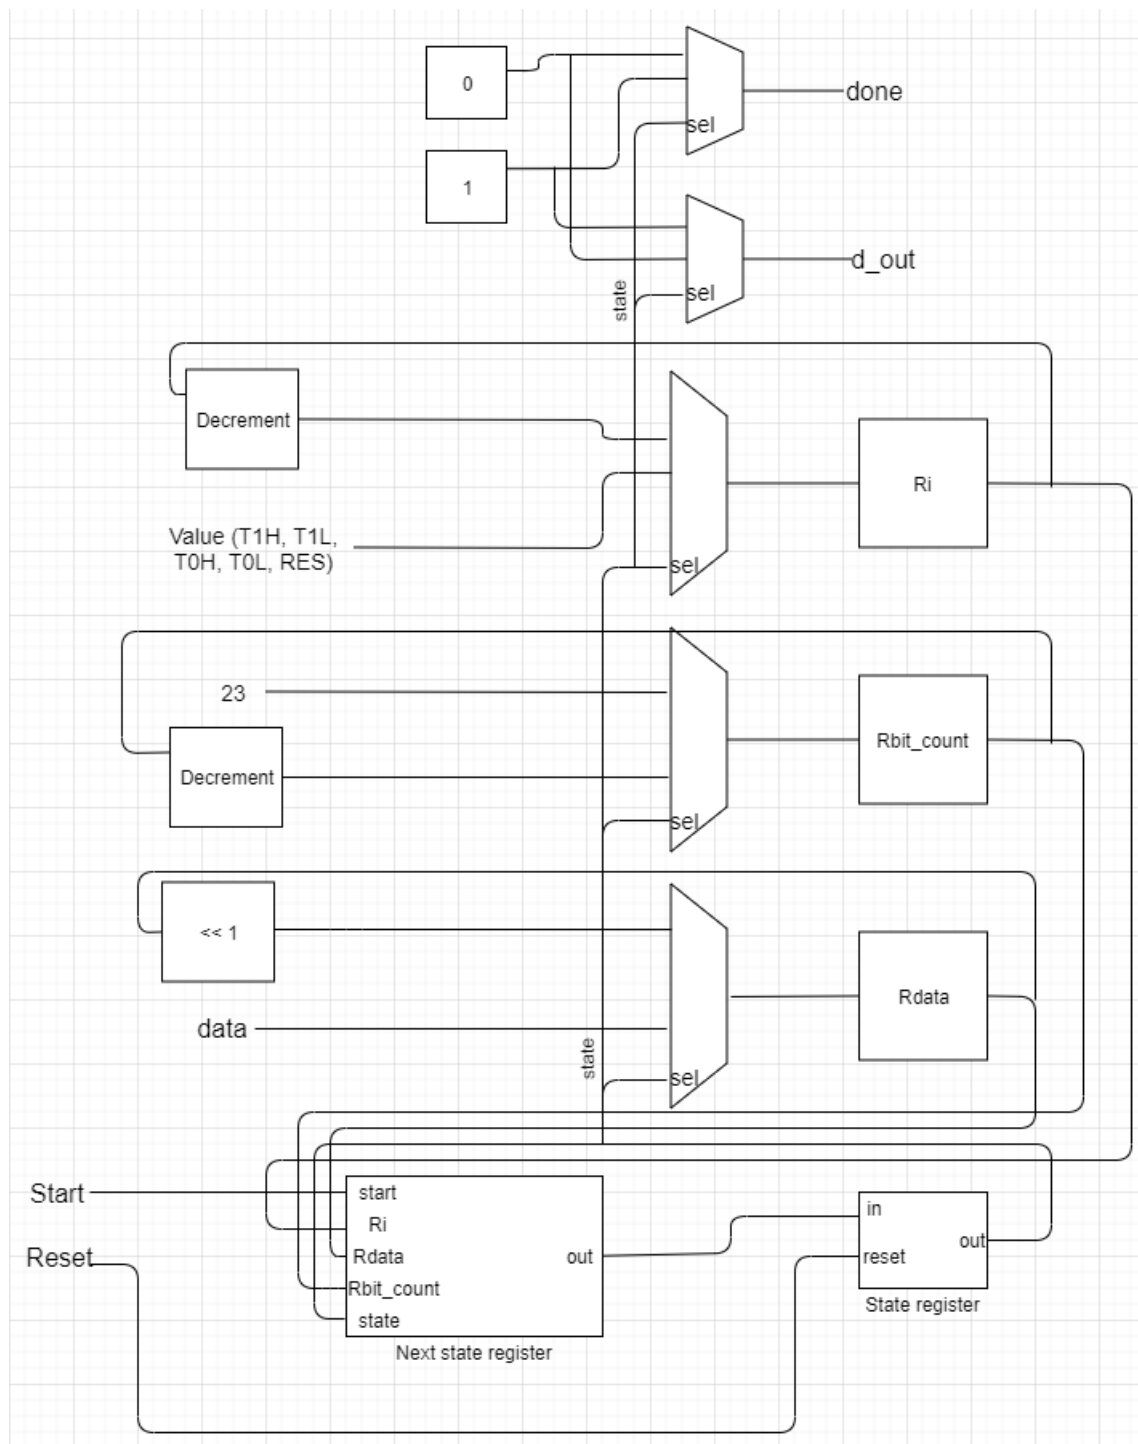 0
done
sel
1
d_out
sel
state
Decrement
Ri
Value (T1H, T1L,
T0H, T0L, RES)
sel
23
Rbit_count
Decrement
sel
<< 1
Rdata
data
state
sel
Start
start
Ri
Reset
Rdata
out
Rbit_count
state
Next state register
in
out
reset
State register